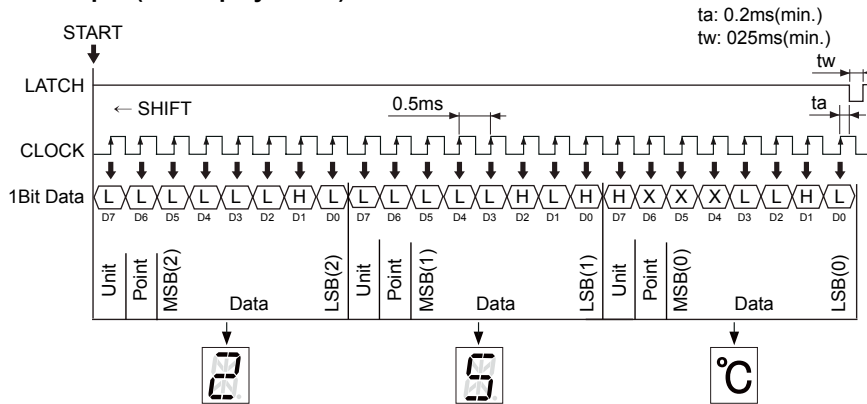 ta: 0.2ms(min.)
tw: 025ms(min.)
START
tw
LATCH
← SHIFT
0.5ms
ta
CLOCK
1Bit Data
L L L L L L H L L L L L L H L H H X X X L L H L
D7 D6 D5 D4 D3 D2 D1 D0 D7 D6 D5 D4 D3 D2 D1 D0 D7 D6 D5 D4 D3 D2 D1 D0
Unit Point MSB(2) Data LSB(2) Unit Point MSB(1) Data LSB(1) Unit Point MSB(0) Data LSB(0)
2 5 °C